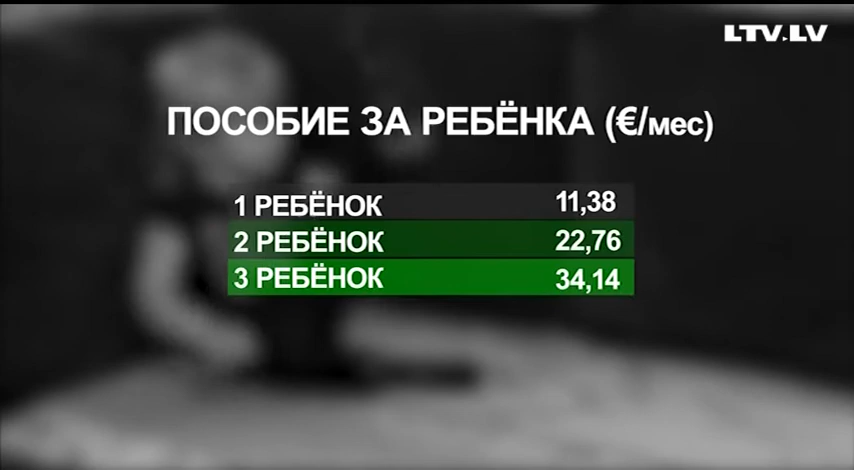 LTV.LV
ПОСОБИЕ ЗА РЕБЁНКА (€/мес)
1 РЕБЁНОК 11,38
2 РЕБЁНОК 22,76
3 РЕБЁНОК 34,14